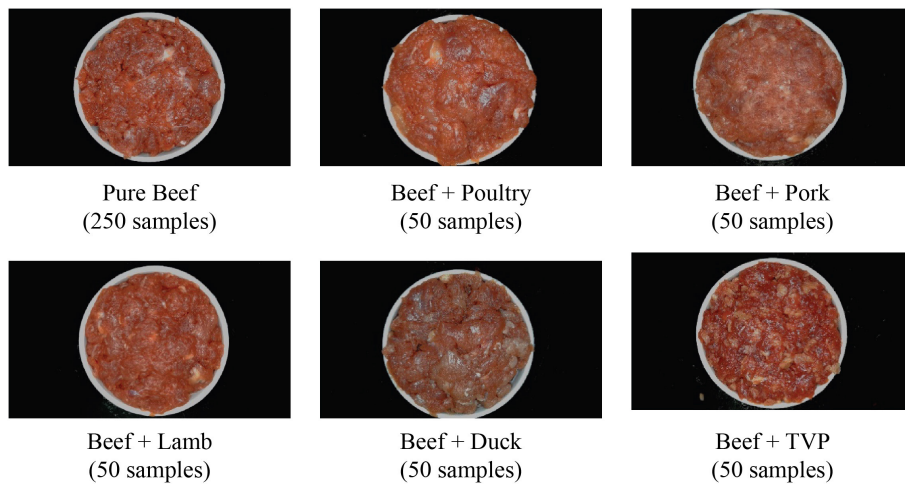 Pure Beef
(250 samples)
Beef + Poultry
(50 samples)
Beef + Pork
(50 samples)
Beef + Lamb
(50 samples)
Beef + Duck
(50 samples)
Beef + TVP
(50 samples)